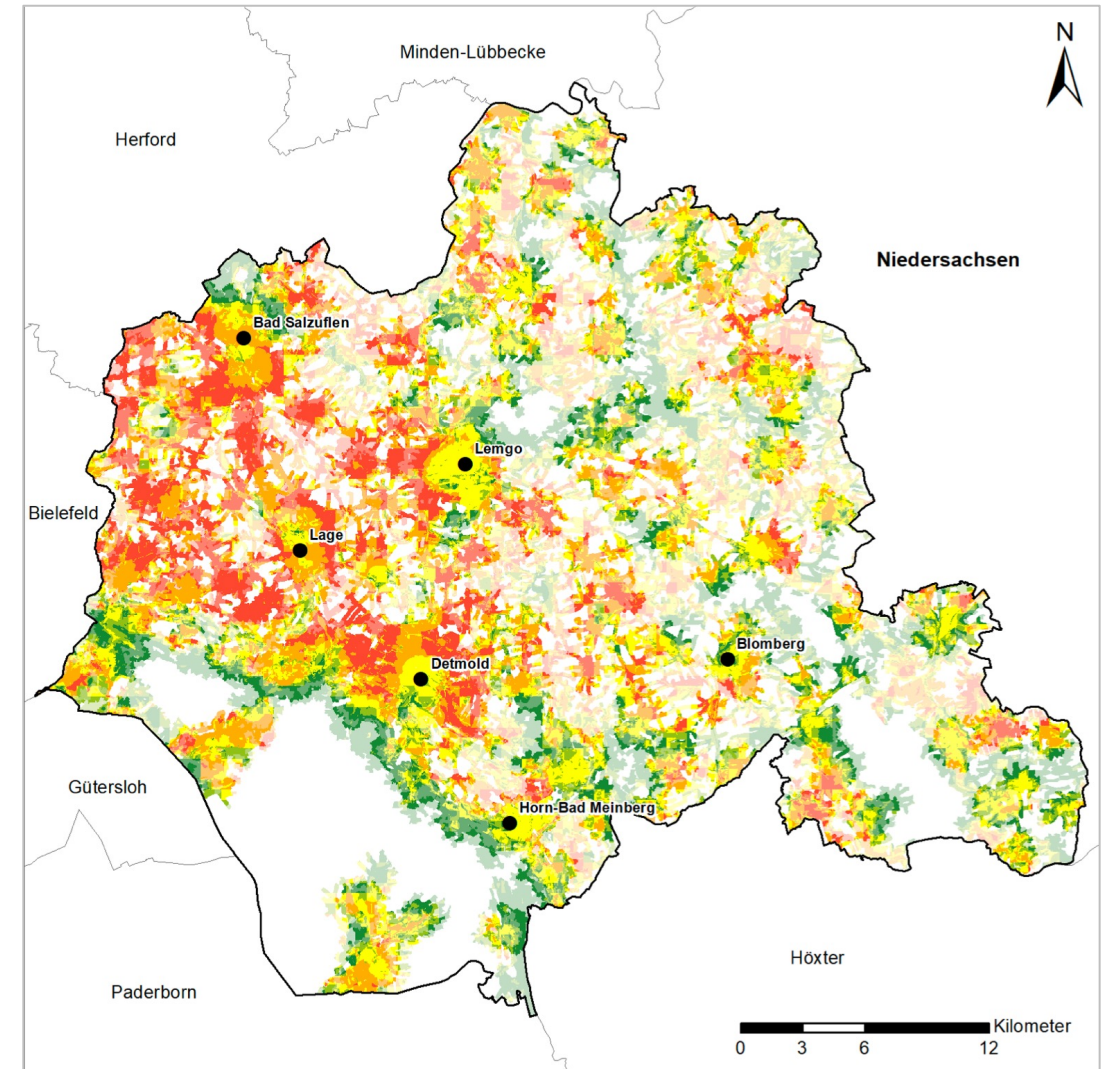 N
Minden-Lübbecke
Herford
Niedersachsen
Bad Salzuflen
Lemgo
Bielefeld
Lage
Blomberg
Detmold
Gütersloh
Horn-Bad Meinberg
Höxter
Paderborn
Kilometer
0 3 6 12